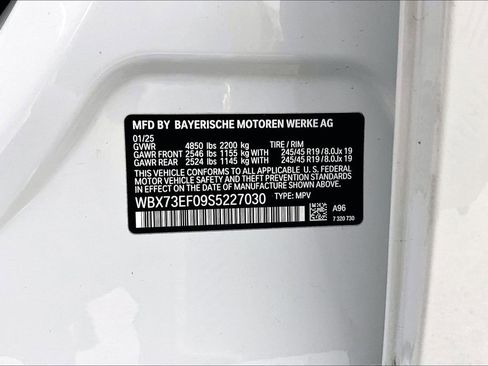 MFD BY BAYERISCHE MOTOREN WERKE AG
01/25
GVWR 4850 lbs 2200 kg TIRE / RIM
GAWR FRONT 2546 lbs 1155 kg 245/45 R19 / 8.0Jx 19
GAWR REAR 2524 lbs 1145 kg 245/45 R19 / 8.0Jx 19
THIS VEHICLE CONFORMS TO ALL APPLICABLE U.S. FEDERAL
MOTOR VEHICLE SAFETY, BUMPER, AND THEFT PREVENTION
STANDARDS IN EFFECT ON THE DATE OF MANUFACTURE SHOWN ABOVE.
WBX73EF09S5227030 TYPE: MPV
A96
7 320 730